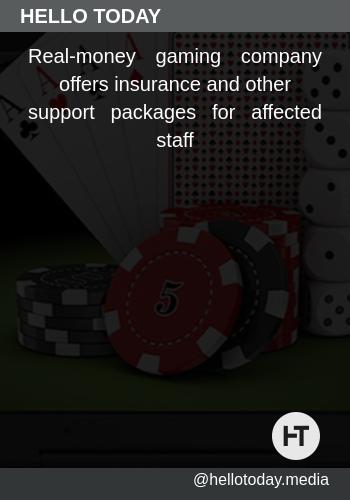 HELLO TODAY
Real-money gaming company
offers insurance and other
support packages for affected
staff
A A A A
5
HT
@hellotoday.media